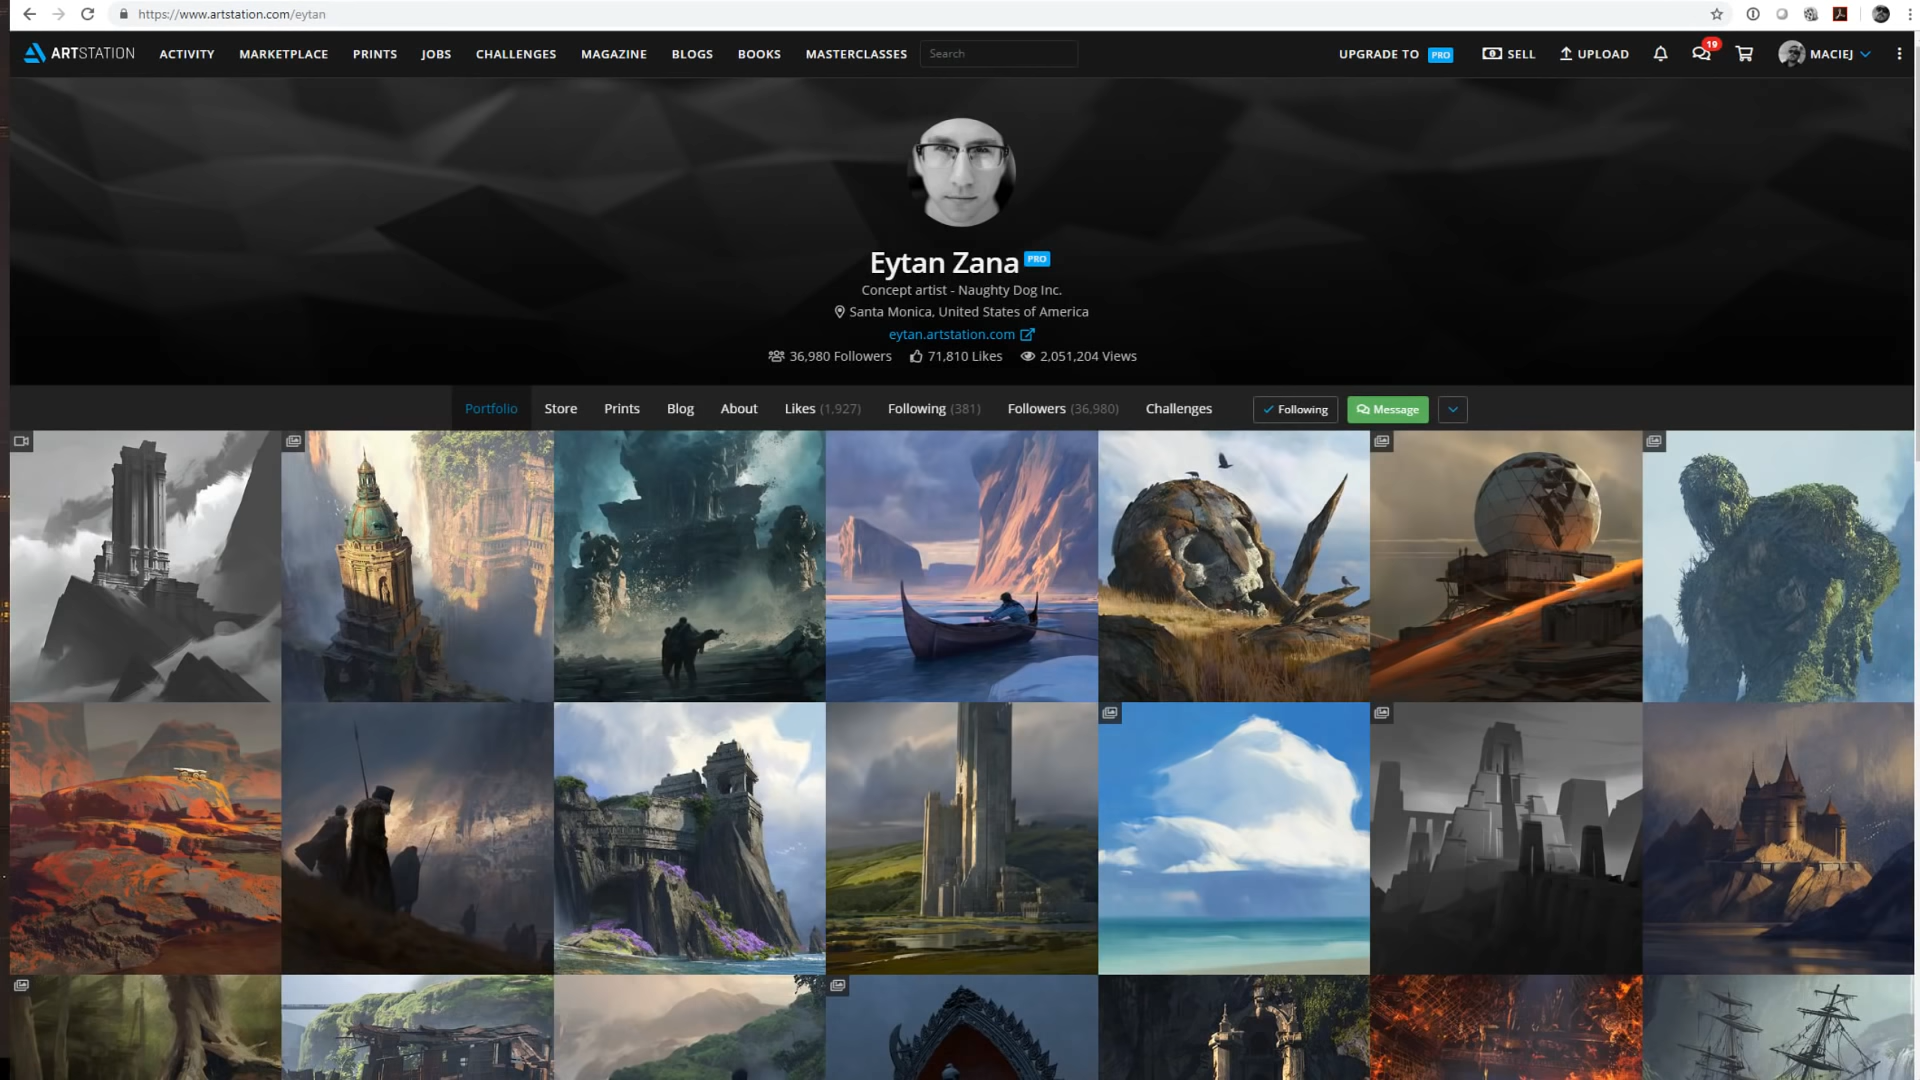 https://www.artstation.com/eytan
ARTSTATION ACTIVITY MARKETPLACE PRINTS JOBS CHALLENGES MAGAZINE BLOGS BOOKS MASTERCLASSES Search UPGRADE TO PRO SELL UPLOAD 19 MACIEJ
Eytan Zana PRO
Concept artist - Naughty Dog Inc.
Santa Monica, United States of America
eytan.artstation.com
36,980 Followers 71,810 Likes 2,051,204 Views
Portfolio Store Prints Blog About Likes (1,927) Following (381) Followers (36,980) Challenges Following Message